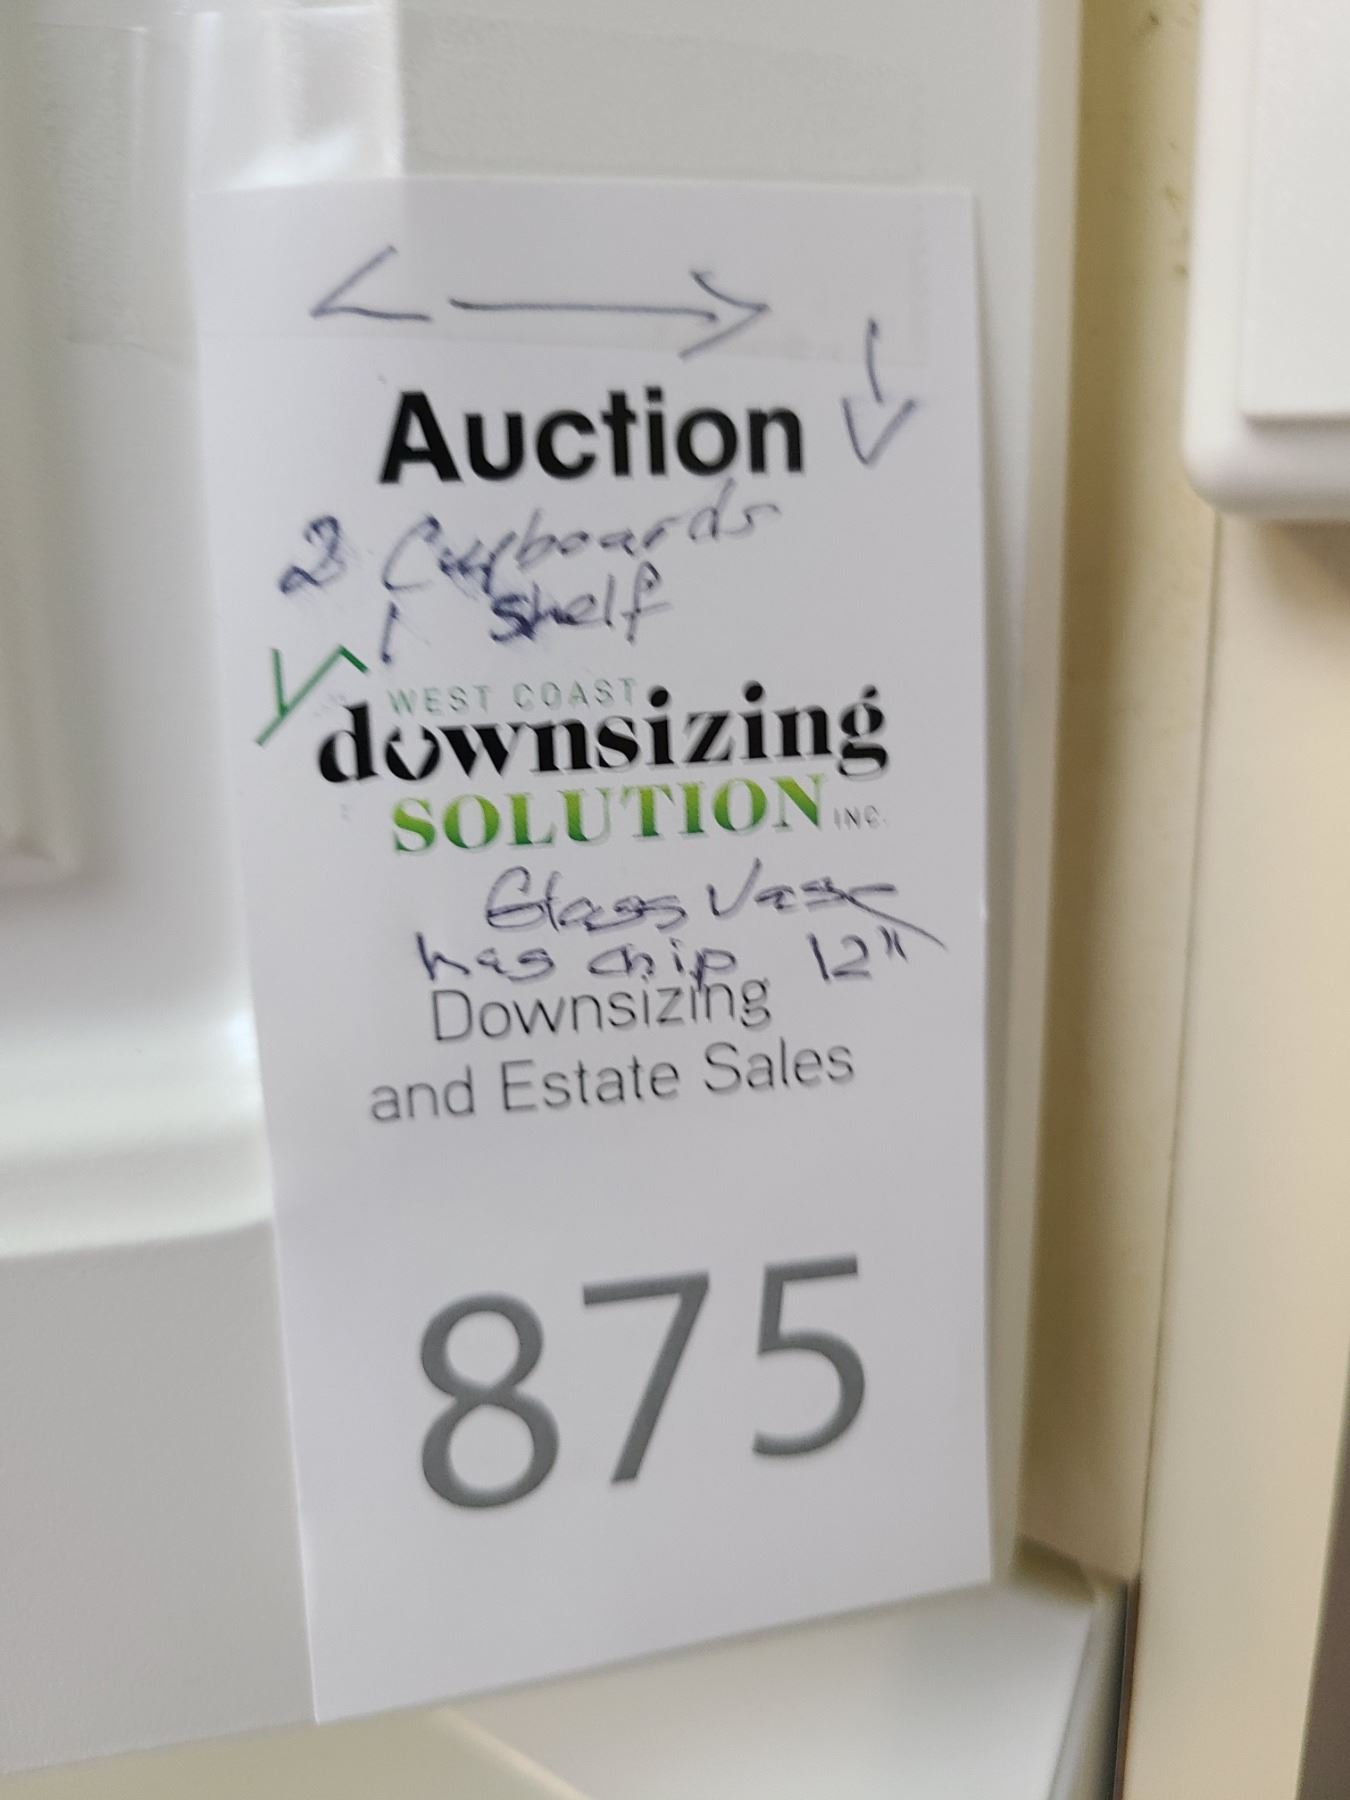 Auction
2 Cupboards
1 shelf
WEST COAST
downsizing
SOLUTION INC.
Glass Vase
has chip 12"
Downsizing
and Estate Sales
875